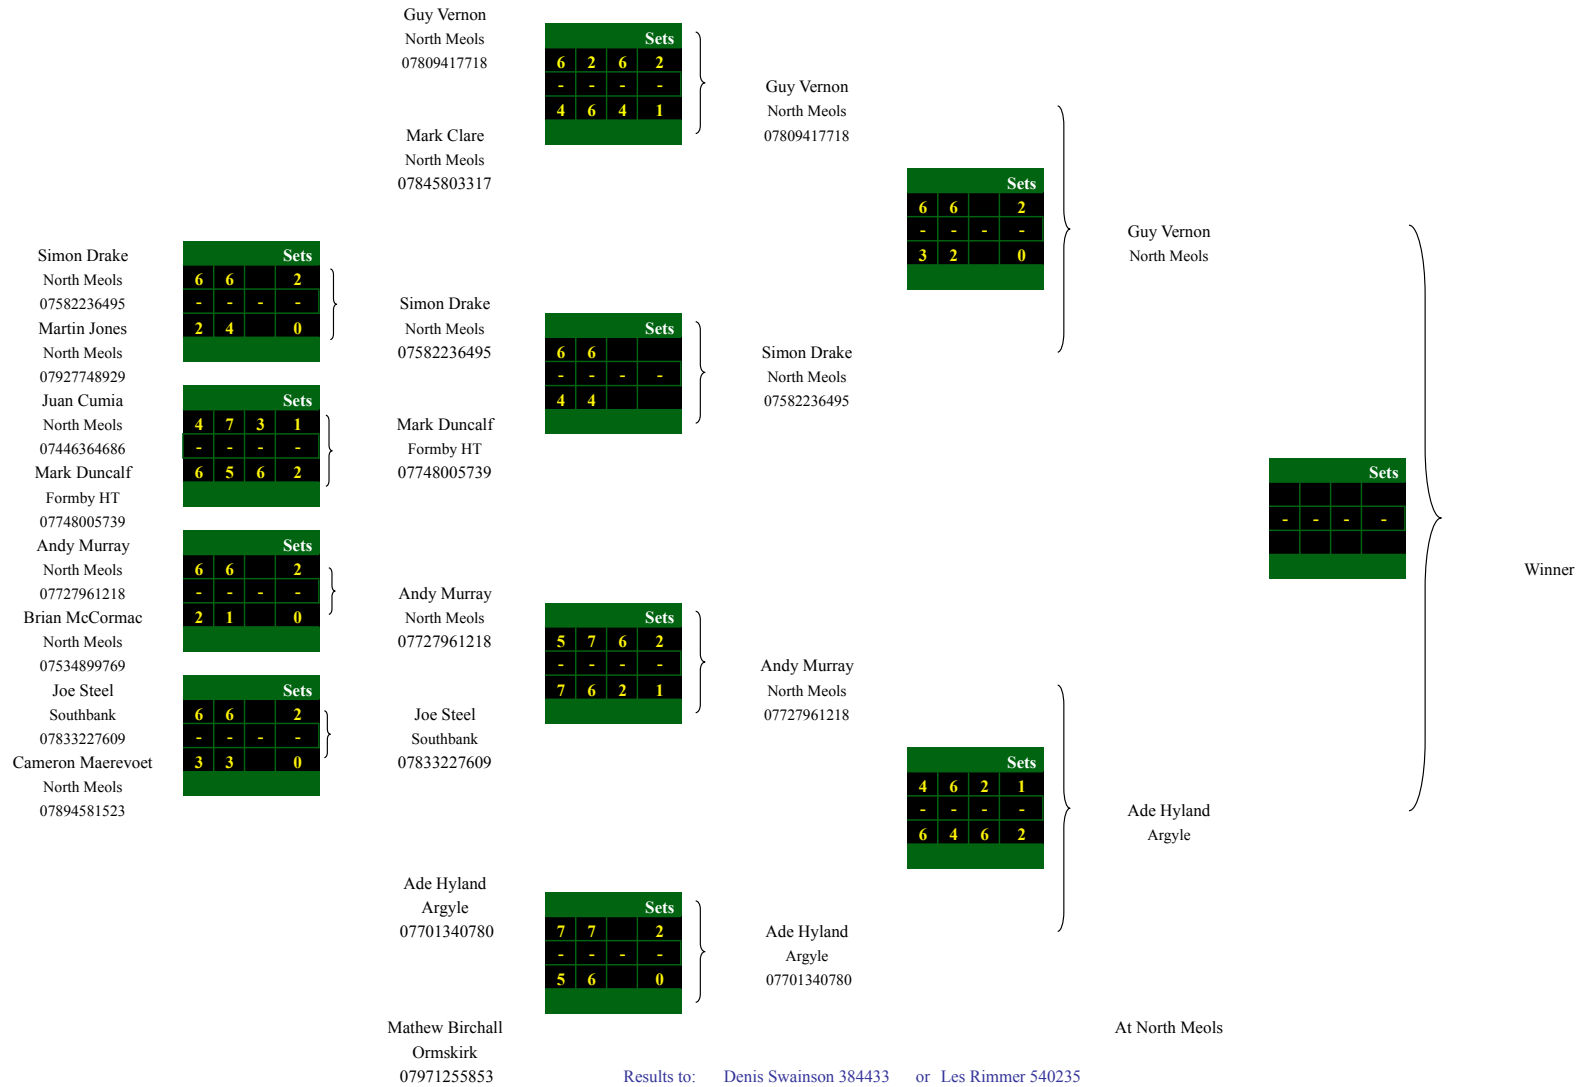 Guy Vernon
North Meols
07809417718
Mark Clare
North Meols
07845803317
Sets
6 2 6 2
- - - -
4 6 4 1
Guy Vernon
North Meols
07809417718
Simon Drake
North Meols
07582236495
Martin Jones
North Meols
07927748929
Sets
6 6 2
- - - -
2 4 0
Juan Cumia
North Meols
07446364686
Mark Duncalf
Formby HT
07748005739
Sets
4 7 3 1
- - - -
6 5 6 2
Simon Drake
North Meols
07582236495
Mark Duncalf
Formby HT
07748005739
Sets
6 6
- - - -
4 4
Simon Drake
North Meols
07582236495
Sets
6 6 2
- - - -
3 2 0
Guy Vernon
North Meols
Andy Murray
North Meols
07727961218
Brian McCormac
North Meols
07534899769
Sets
6 6 2
- - - -
2 1 0
Joe Steel
Southbank
07833227609
Cameron Maerevoet
North Meols
07894581523
Sets
6 6 2
- - - -
3 3 0
Andy Murray
North Meols
07727961218
Joe Steel
Southbank
07833227609
Sets
5 7 6 2
- - - -
7 6 2 1
Andy Murray
North Meols
07727961218
Ade Hyland
Argyle
07701340780
Mathew Birchall
Ormskirk
07971255853
Sets
7 7 2
- - - -
5 6 0
Ade Hyland
Argyle
07701340780
Sets
4 6 2 1
- - - -
6 4 6 2
Ade Hyland
Argyle
Sets
- - - -
Winner
At North Meols
Results to: Denis Swainson 384433 or Les Rimmer 540235